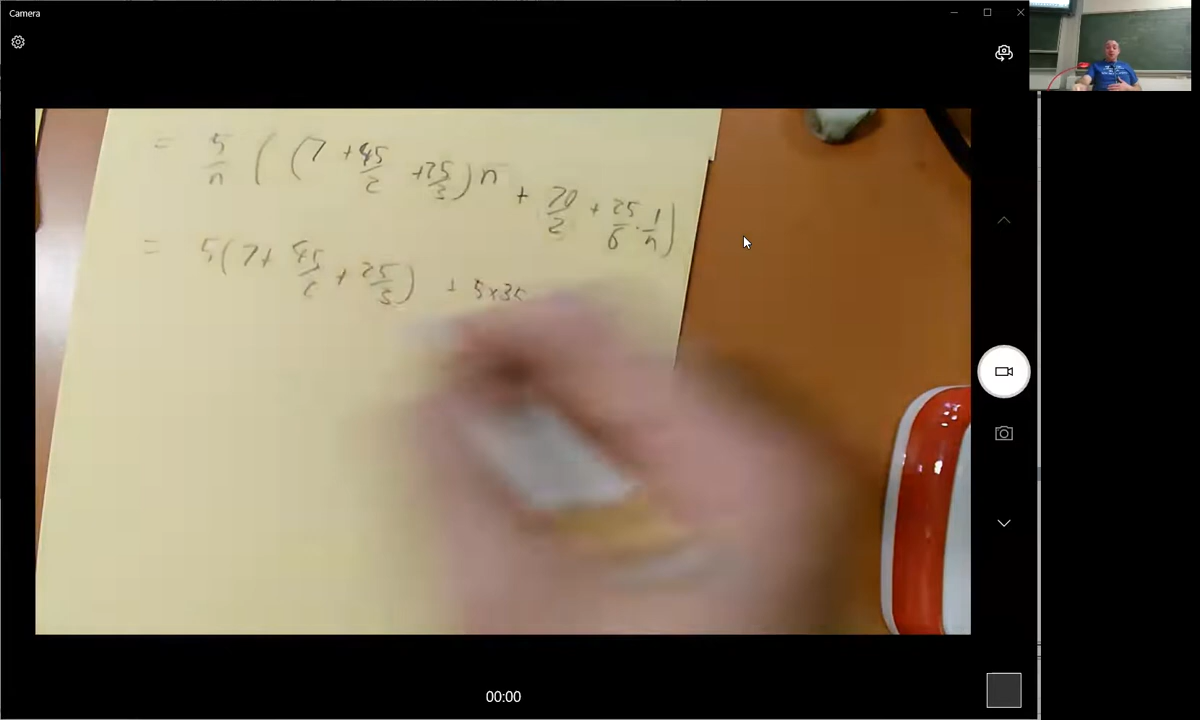 Camera
= 5/n ( (7 + 45/2 + 25/3) n + 70/2 + 25/6 · 1/n )
= 5(7 + 45/2 + 25/3) + 5×35
00:00